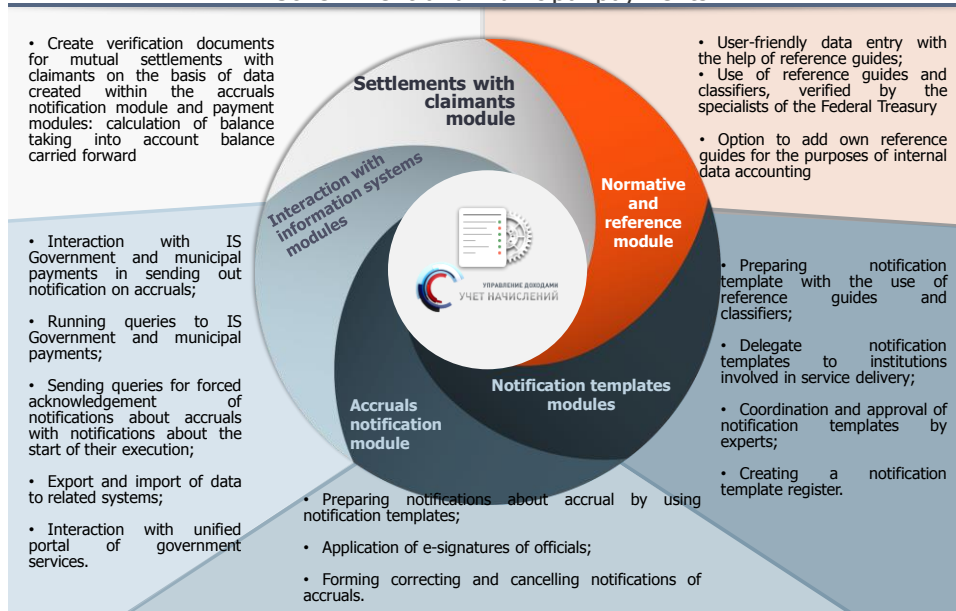 • Create verification documents
for mutual settlements with
claimants on the basis of data
created within the accruals
notification module and payment
modules: calculation of balance
taking into account balance
carried forward
Settlements with
claimants
module
• User-friendly data entry with
the help of reference guides;
• Use of reference guides and
classifiers, verified by the
specialists of the Federal Treasury
• Option to add own reference
guides for the purposes of internal
data accounting
Interaction with
information systems
modules
Normative
and
reference
module
УПРАВЛЕНИЕ ДОХОДАМИ
УЧЕТ НАЧИСЛЕНИЙ
• Interaction with IS
Government and municipal
payments in sending out
notification on accruals;
• Running queries to IS
Government and municipal
payments;
• Sending queries for forced
acknowledgement of
notifications about accruals
with notifications about the
start of their execution;
• Export and import of data
to related systems;
• Interaction with unified
portal of government
services.
• Preparing notification
template with the use of
reference guides and
classifiers;
• Delegate notification
templates to institutions
involved in service delivery;
• Coordination and approval of
notification templates by
experts;
• Creating a notification
template register.
Notification templates
modules
Accruals
notification
module
• Preparing notifications about accrual by using
notification templates;
• Application of e-signatures of officials;
• Forming correcting and cancelling notifications of
accruals.